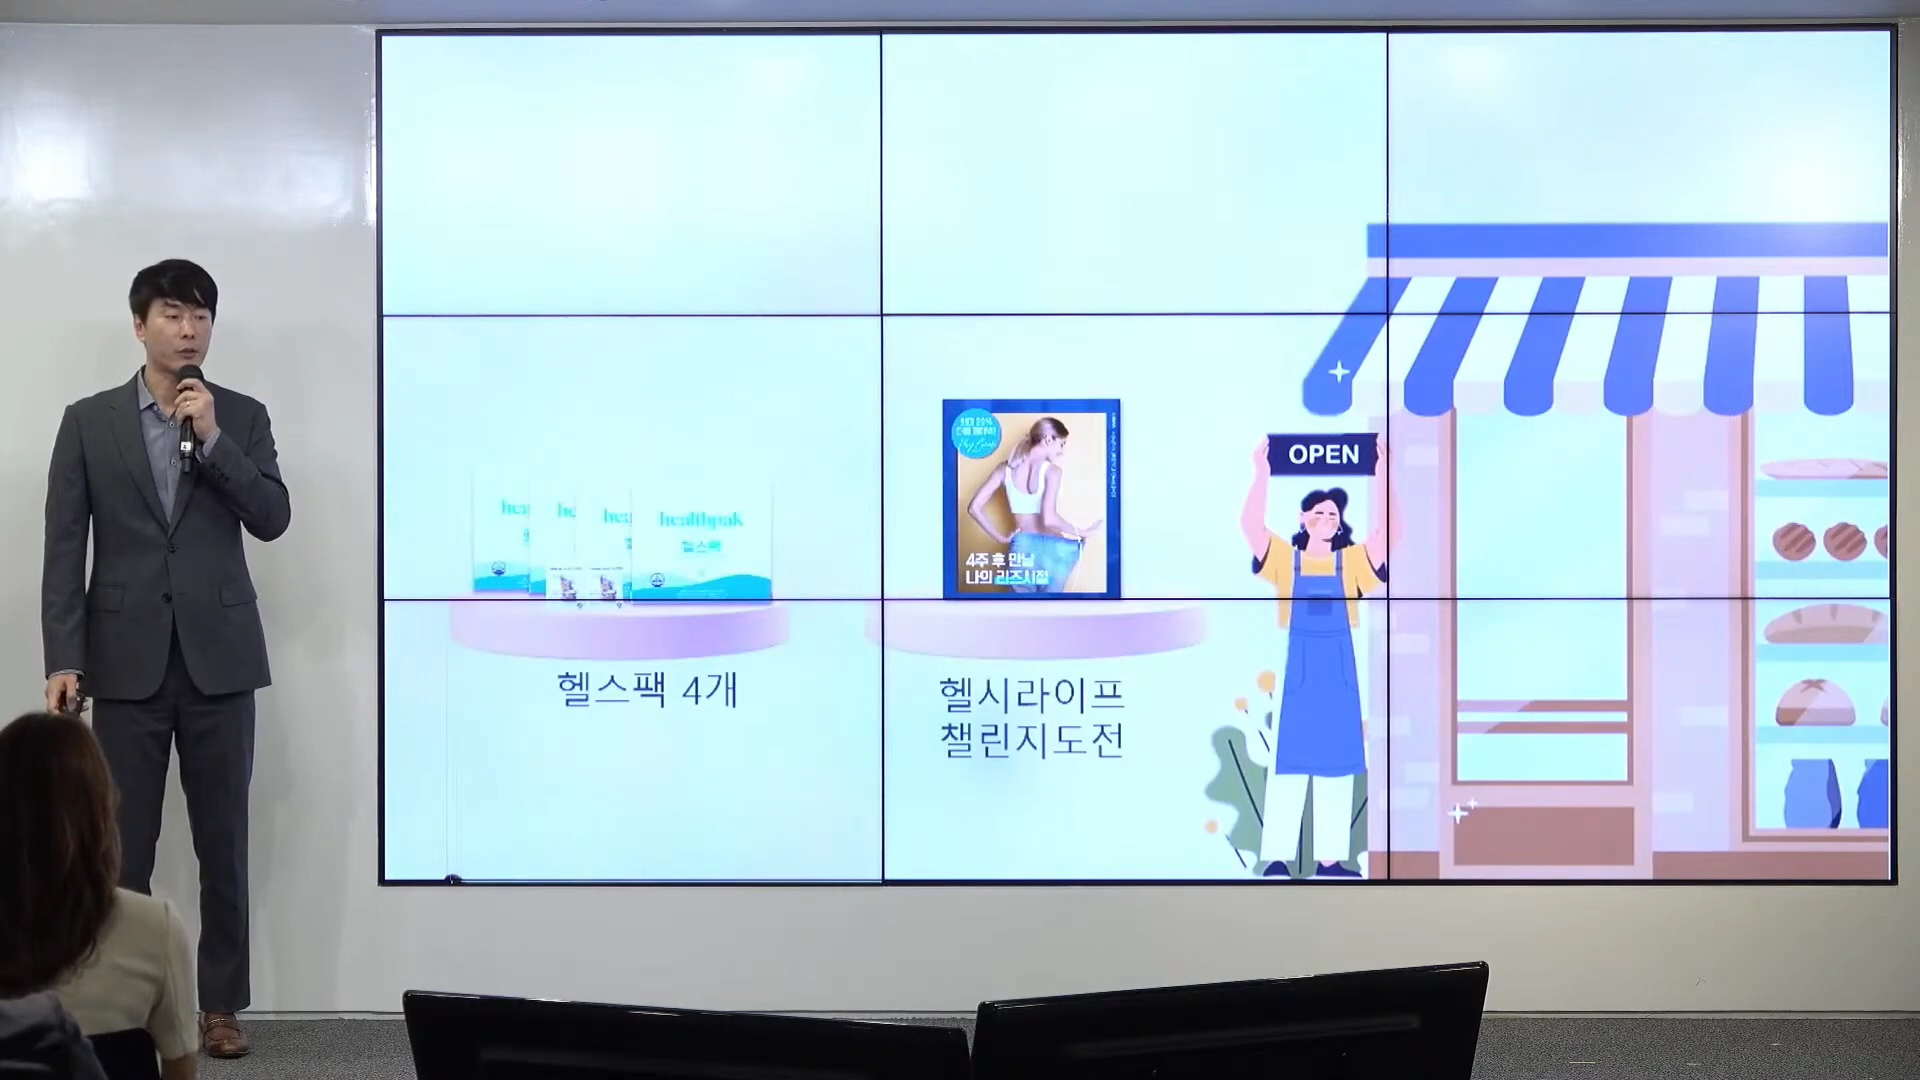 OPEN
healthpak
헬스팩
4주 후 만날
나의 리즈시절
헬스팩 4개
헬시라이프
챌린지도전